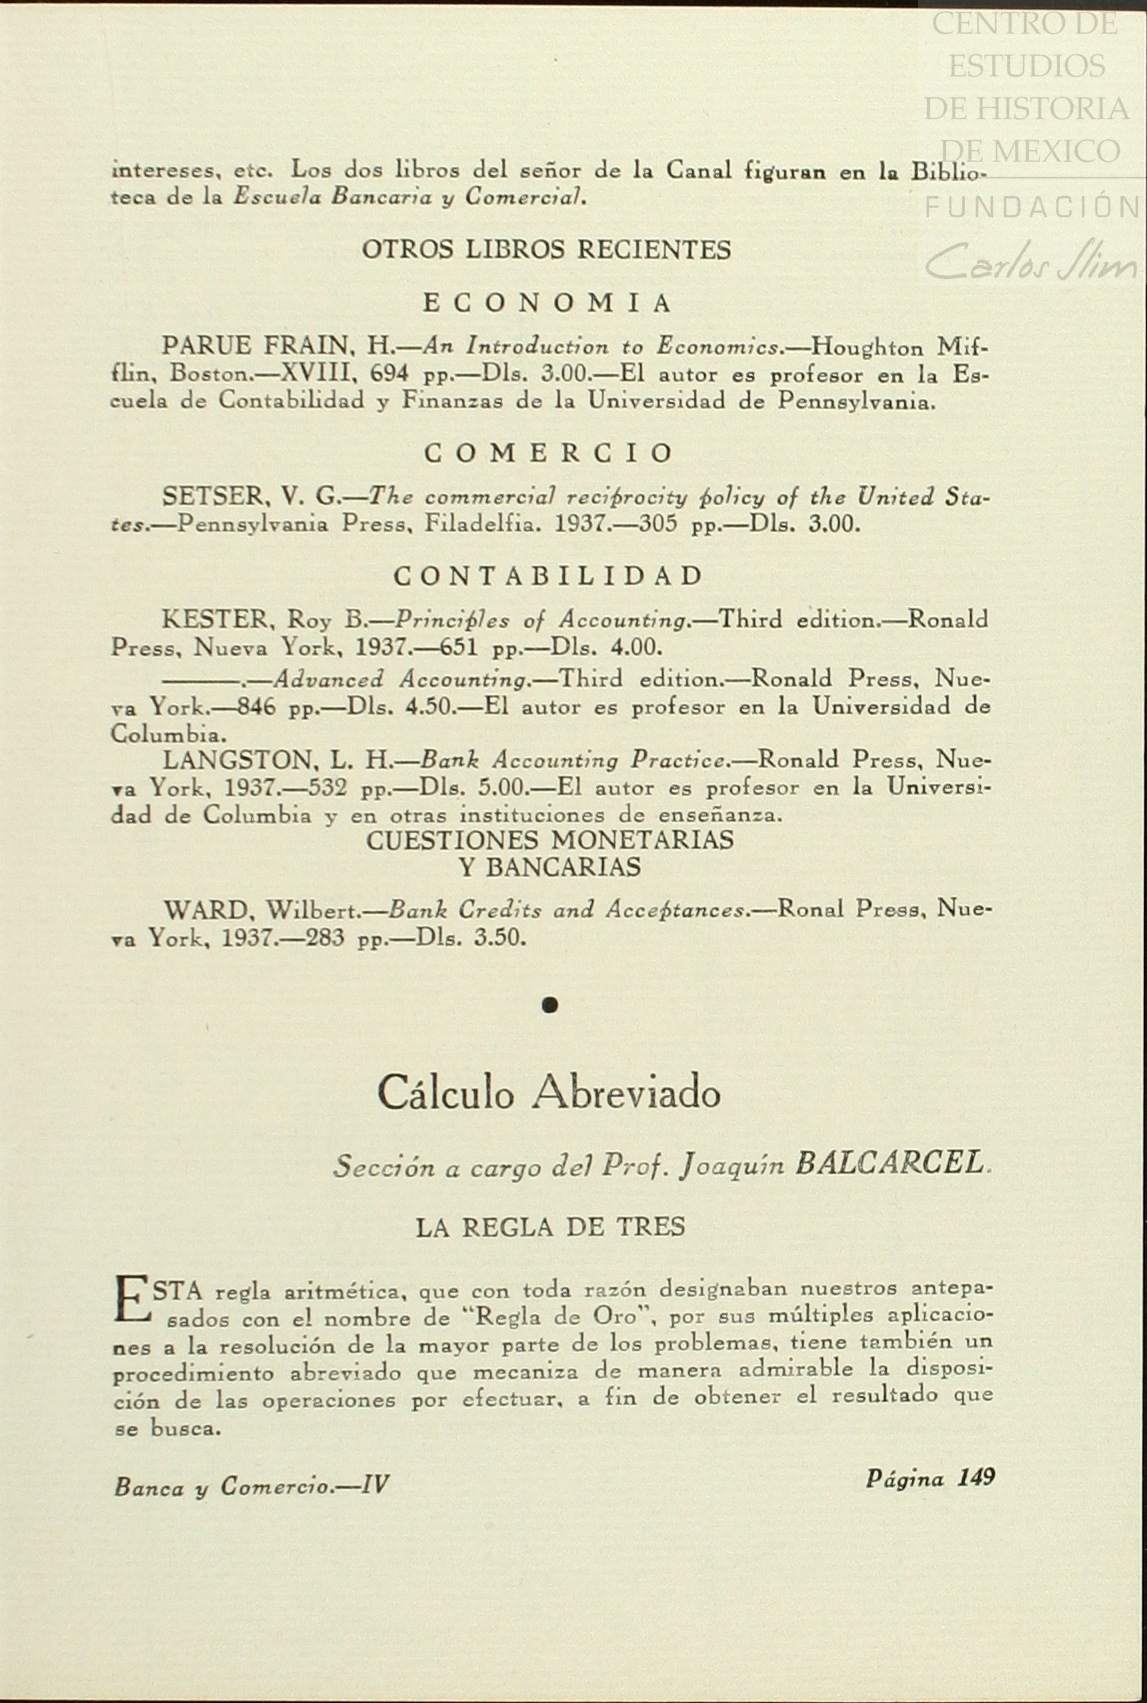 CENTRO DE
ESTUDIOS
DE HISTORIA
DE MEXICO
FUNDACIÓN
Carlos Slim
intereses, etc. Los dos libros del señor de la Canal figuran en la Biblio-
teca de la Escuela Bancaria y Comercial.
OTROS LIBROS RECIENTES
ECONOMIA
PARUE FRAIN, H.—An Introduction to Economics.—Houghton Mif-
flin, Boston.—XVIII, 694 pp.—Dls. 3.00.—El autor es profesor en la Es-
cuela de Contabilidad y Finanzas de la Universidad de Pennsylvania.
COMERCIO
SETSER, V. G.—The commercial reciprocity policy of the United Sta-
tes.—Pennsylvania Press, Filadelfia. 1937.—305 pp.—Dls. 3.00.
CONTABILIDAD
KESTER, Roy B.—Principles of Accounting.—Third edition.—Ronald
Press, Nueva York, 1937.—651 pp.—Dls. 4.00.
———.—Advanced Accounting.—Third edition.—Ronald Press, Nue-
va York.—846 pp.—Dls. 4.50.—El autor es profesor en la Universidad de
Columbia.
LANGSTON, L. H.—Bank Accounting Practice.—Ronald Press, Nue-
va York, 1937.—532 pp.—Dls. 5.00.—El autor es profesor en la Universi-
dad de Columbia y en otras instituciones de enseñanza.
CUESTIONES MONETARIAS
Y BANCARIAS
WARD, Wilbert.—Bank Credits and Acceptances.—Ronal Press, Nue-
va York, 1937.—283 pp.—Dls. 3.50.
●
Cálculo Abreviado
Sección a cargo del Prof. Joaquín BALCARCEL.
LA REGLA DE TRES
ESTA regla aritmética, que con toda razón designaban nuestros antepa-
sados con el nombre de "Regla de Oro", por sus múltiples aplicacio-
nes a la resolución de la mayor parte de los problemas, tiene también un
procedimiento abreviado que mecaniza de manera admirable la disposi-
ción de las operaciones por efectuar, a fin de obtener el resultado que
se busca.
Banca y Comercio.—IV
Página 149